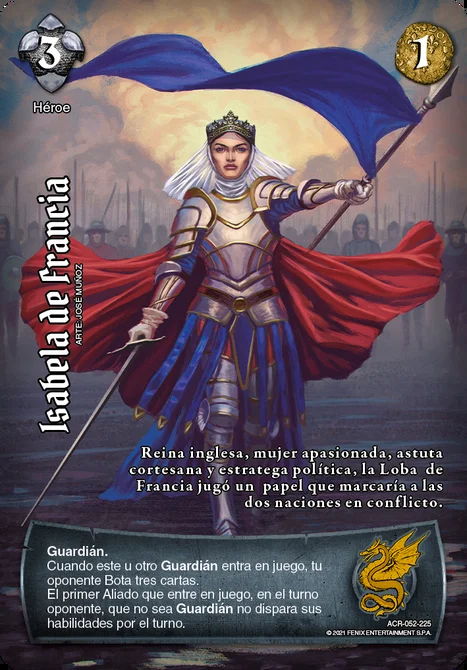 3
1
Héroe
Isabela de Francia
ARTE: JOSÉ MUÑOZ
Reina inglesa, mujer apasionada, astuta
cortesana y estratega política, la Loba de
Francia jugó un papel que marcaría a las
dos naciones en conflicto.
Guardián.
Cuando este u otro Guardián entra en juego, tu
oponente Bota tres cartas.
El primer Aliado que entre en juego, en el turno
oponente, que no sea Guardián no dispara sus
habilidades por el turno.
ACR-052-225
© 2021 FENIX ENTERTAINMENT S.P.A.